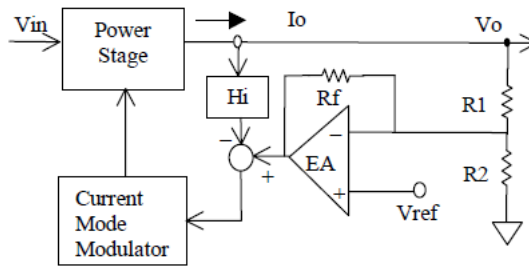 Vin
Power
Stage
Io
Vo
Hi
Rf
R1
−
−
EA
+
+
R2
Vref
Current
Mode
Modulator